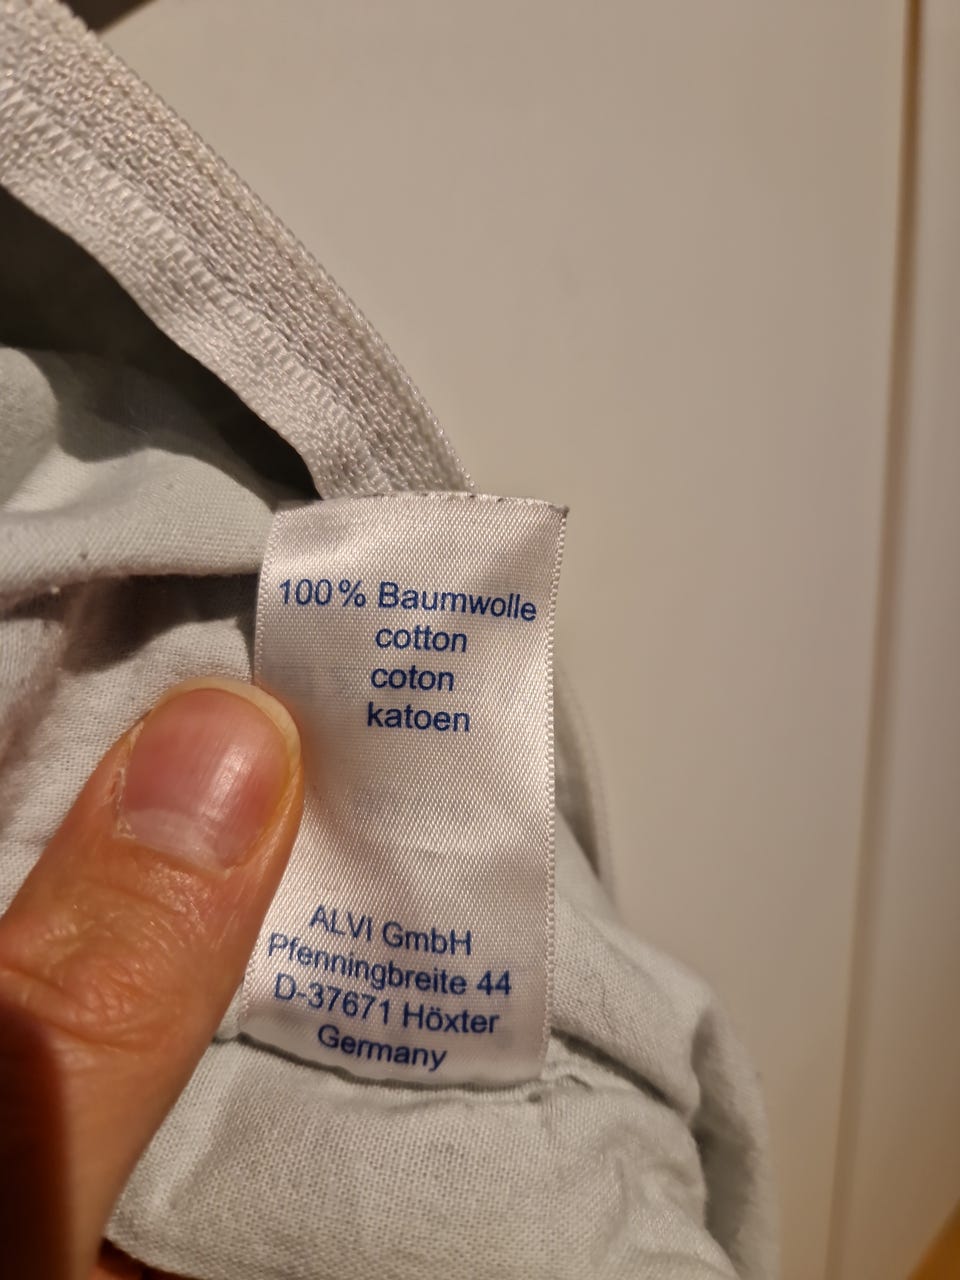 100% Baumwolle
cotton
coton
katoen
ALVI GmbH
Pfenningbreite 44
D-37671 Höxter
Germany